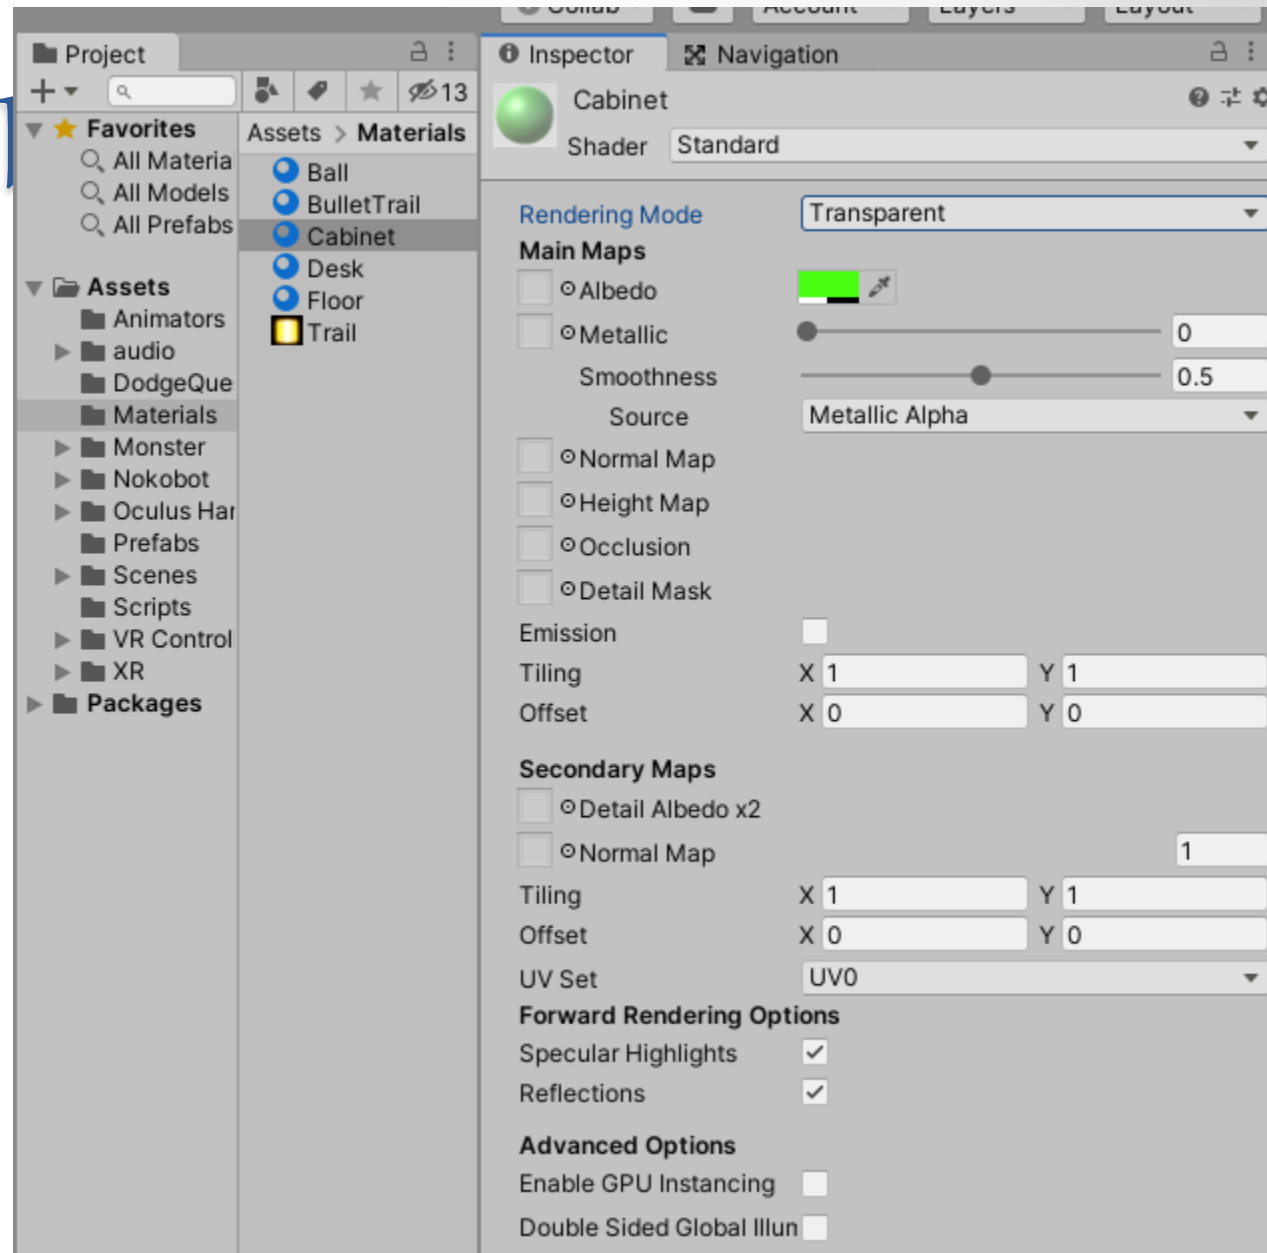 Collab Account Layers Layout
Project
Inspector Navigation
13
Cabinet
Shader Standard
Favorites
All Materia
All Models
All Prefabs
Assets
Animators
audio
DodgeQue
Materials
Monster
Nokobot
Oculus Har
Prefabs
Scenes
Scripts
VR Control
XR
Packages
Assets > Materials
Ball
BulletTrail
Cabinet
Desk
Floor
Trail
Rendering Mode Transparent
Main Maps
Albedo
Metallic 0
Smoothness 0.5
Source Metallic Alpha
Normal Map
Height Map
Occlusion
Detail Mask
Emission
Tiling X 1 Y 1
Offset X 0 Y 0
Secondary Maps
Detail Albedo x2
Normal Map 1
Tiling X 1 Y 1
Offset X 0 Y 0
UV Set UV0
Forward Rendering Options
Specular Highlights
Reflections
Advanced Options
Enable GPU Instancing
Double Sided Global Illun